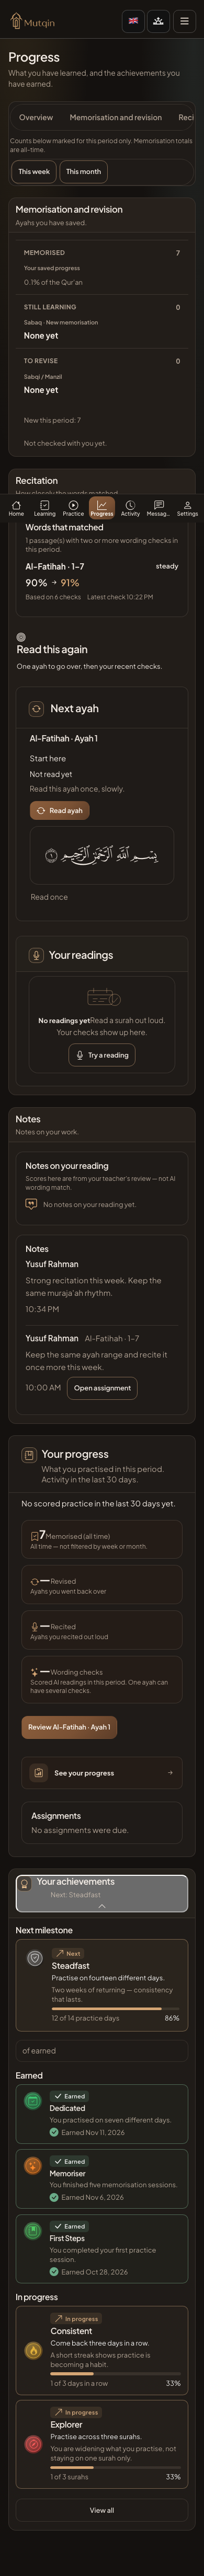 Mutqin
Progress
What you've learned, and the achievements you
have earned.
Overview Memorisation and revision Reci
Counts below marked for this period only. Memorisation totals
are all-time.
This week This month
Memorisation and revision
Ayahs you have saved.
MEMORISED 7
Your saved progress
0.1% of the Qur'an
STILL LEARNING 0
Sabaq · New memorisation
None yet
TO REVISE 0
Sabqi / Manzil
None yet
New this period: 7
Not checked with you yet.
Recitation
How closely the words matched
Home Learning Practice Progress Activity Messag… Settings
Words that matched
1 passage(s) with two or more wording checks in
this period.
Al-Fatihah · 1–7 steady
90% → 91%
Based on 6 checks Latest check 10:22 PM
Read this again
One ayah to go over, then your recent checks.
Next ayah
Al-Fatihah · Ayah 1
Start here
Not read yet
Read this ayah once, slowly.
Read ayah
بِسْمِ ٱللَّهِ ٱلرَّحْمَٰنِ ٱلرَّحِيمِ ١
Read once
Your readings
No readings yetRead a surah out loud.
Your checks show up here.
Try a reading
Notes
Notes on your work.
Notes on your reading
Scores here are from your teacher's review — not AI
wording match.
No notes on your reading yet.
Notes
Yusuf Rahman
Strong recitation this week. Keep the
same muraja'ah rhythm.
10:34 PM
Yusuf Rahman Al-Fatihah · 1–7
Keep the same ayah range and recite it
once more this week.
10:00 AM Open assignment
Your progress
What you practised in this period.
Activity in the last 30 days.
No scored practice in the last 30 days yet.
7 Memorised (all time)
All time — not filtered by week or month.
— Revised
Ayahs you went back over
— Recited
Ayahs you recited out loud
— Wording checks
Scored AI readings in this period. One ayah can
have several checks.
Review Al-Fatihah · Ayah 1
See your progress →
Assignments
No assignments were due.
Your achievements
Next: Steadfast
Next milestone
Next
Steadfast
Practise on fourteen different days.
Two weeks of returning — consistency
that lasts.
12 of 14 practice days 86%
of earned
Earned
Earned
Dedicated
You practised on seven different days.
Earned Nov 11, 2026
Earned
Memoriser
You finished five memorisation sessions.
Earned Nov 6, 2026
Earned
First Steps
You completed your first practice
session.
Earned Oct 28, 2026
In progress
In progress
Consistent
Come back three days in a row.
A short streak shows practice is
becoming a habit.
1 of 3 days in a row 33%
In progress
Explorer
Practise across three surahs.
You are widening what you practise, not
staying on one surah only.
1 of 3 surahs 33%
View all